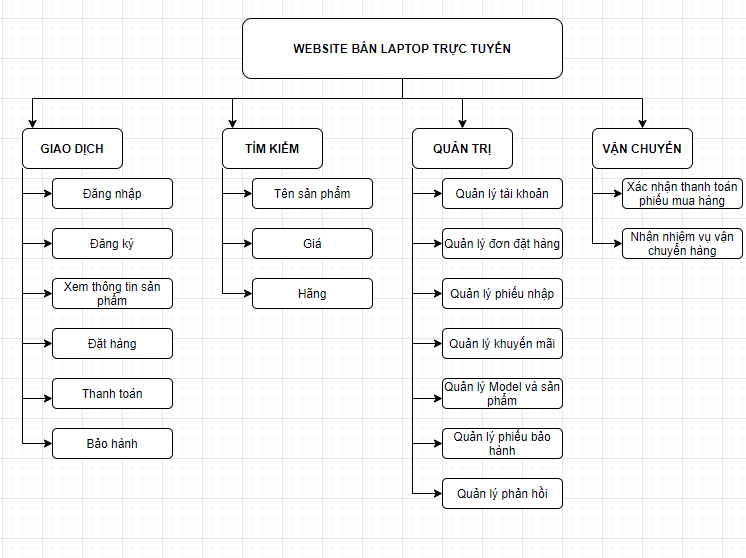 WEBSITE BÁN LAPTOP TRỰC TUYẾN
GIAO DỊCH
Đăng nhập
Đăng ký
Xem thông tin sản
phẩm
Đặt hàng
Thanh toán
Bảo hành
TÌM KIẾM
Tên sản phẩm
Giá
Hãng
QUẢN TRỊ
Quản lý tài khoản
Quản lý đơn đặt hàng
Quản lý phiếu nhập
Quản lý khuyến mãi
Quản lý Model và sản
phẩm
Quản lý phiếu bảo
hành
Quản lý phản hồi
VẬN CHUYỂN
Xác nhận thanh toán
phiếu mua hàng
Nhận nhiệm vụ vận
chuyển hàng